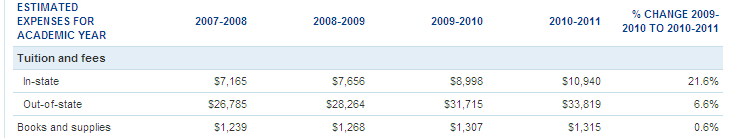 ESTIMATED EXPENSES FOR ACADEMIC YEAR 2007-2008 2008-2009 2009-2010 2010-2011 % CHANGE 2009-2010 TO 2010-2011
Tuition and fees
In-state $7,165 $7,656 $8,998 $10,940 21.6%
Out-of-state $26,785 $28,264 $31,715 $33,819 6.6%
Books and supplies $1,239 $1,268 $1,307 $1,315 0.6%